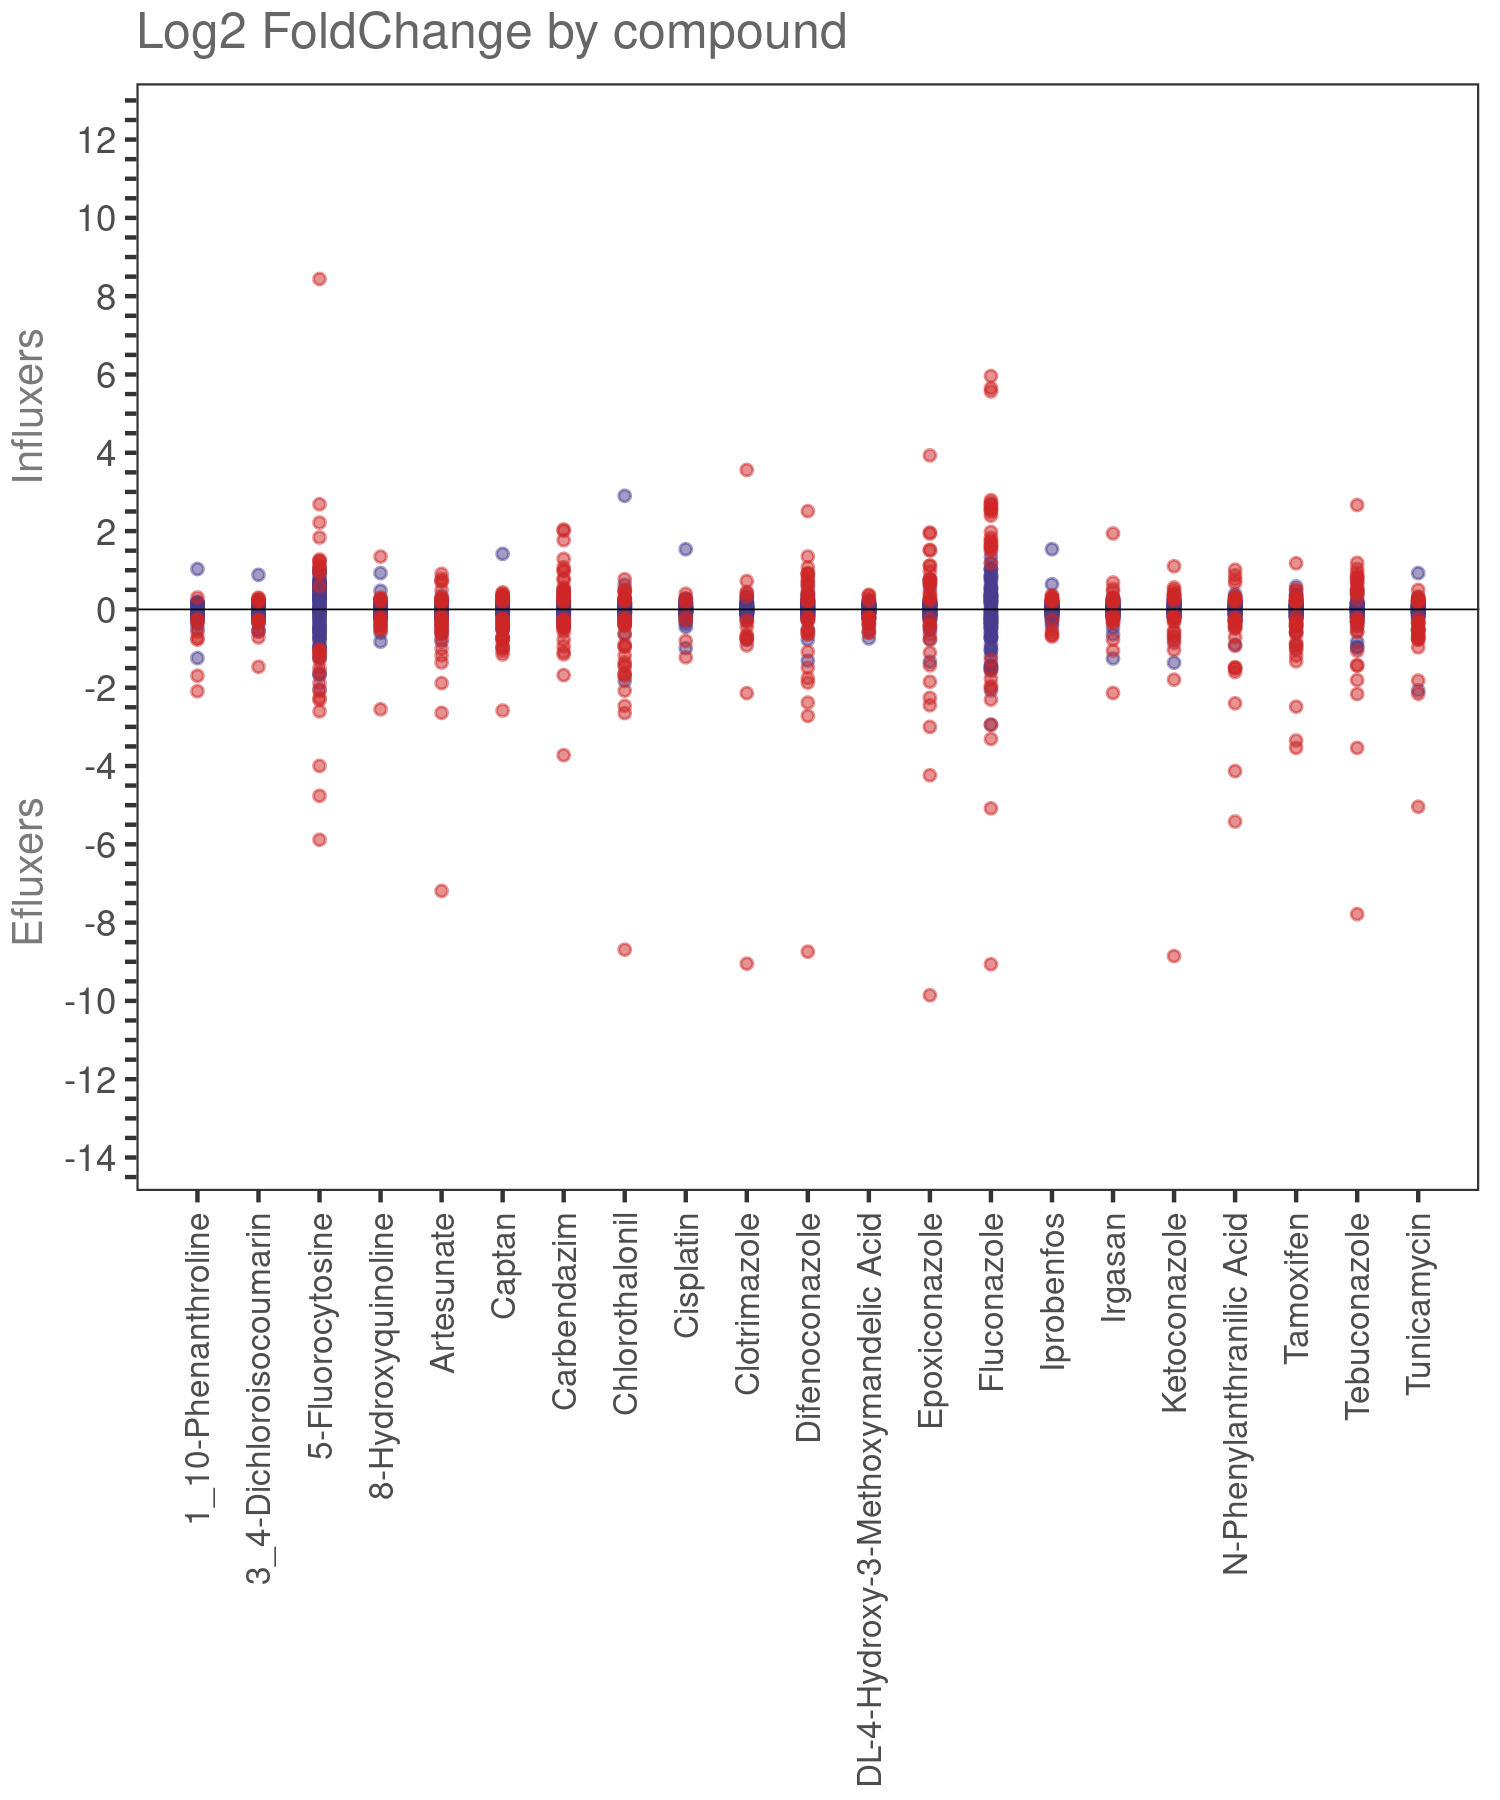 Log2 FoldChange by compound
Influxers
Efluxers
12
10
8
6
4
2
0
-2
-4
-6
-8
-10
-12
-14
1_10-Phenanthroline
3_4-Dichloroisocoumarin
5-Fluorocytosine
8-Hydroxyquinoline
Artesunate
Captan
Carbendazim
Chlorothalonil
Cisplatin
Clotrimazole
Difenoconazole
DL-4-Hydroxy-3-Methoxymandelic Acid
Epoxiconazole
Fluconazole
Iprobenfos
Irgasan
Ketoconazole
N-Phenylanthranilic Acid
Tamoxifen
Tebuconazole
Tunicamycin